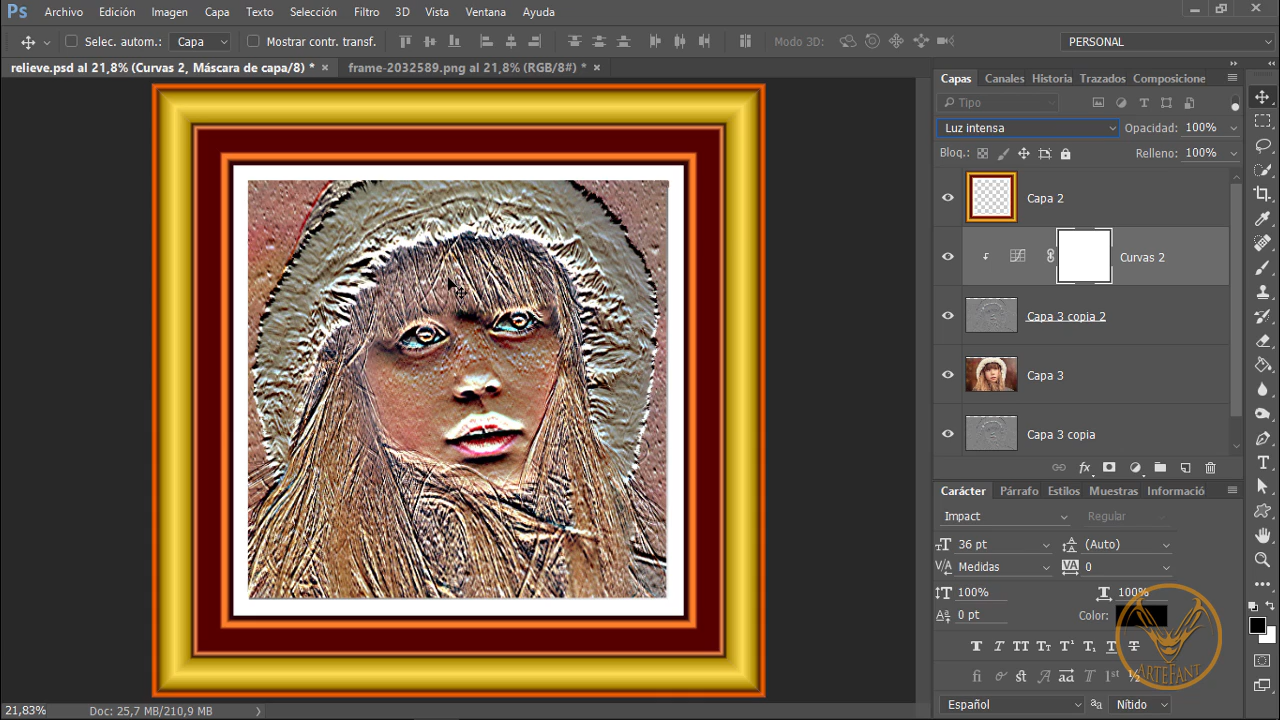 Ps Archivo Edición Imagen Capa Texto Selección Filtro 3D Vista Ventana Ayuda
Selec. autom.: Capa Mostrar contr. transf. Modo 3D: PERSONAL
relieve.psd al 21,8% (Curvas 2, Máscara de capa/8) * × frame-2032589.png al 21,8% (RGB/8#) * ×
Capas Canales Historia Trazados Composicione
Tipo
Luz intensa Opacidad: 100%
Bloq.: Relleno: 100%
Capa 2
Curvas 2
Capa 3 copia 2
Capa 3
Capa 3 copia
fx
Carácter Párrafo Estilos Muestras Informació
Impact Regular
36 pt (Auto)
Medidas 0
100% 100%
0 pt Color:
ARTEFANT
Español aa Nítido
21,83% Doc: 25,7 MB/210,9 MB